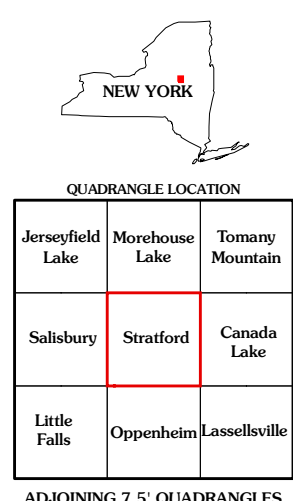 NEW YORK
QUADRANGLE LOCATION
Jerseyfield Morehouse Tomany
Lake Lake Mountain
Salisbury Stratford Canada
Lake
Little
Falls Oppenheim Lassellsville
ADJOINING 7.5' QUADRANGLES